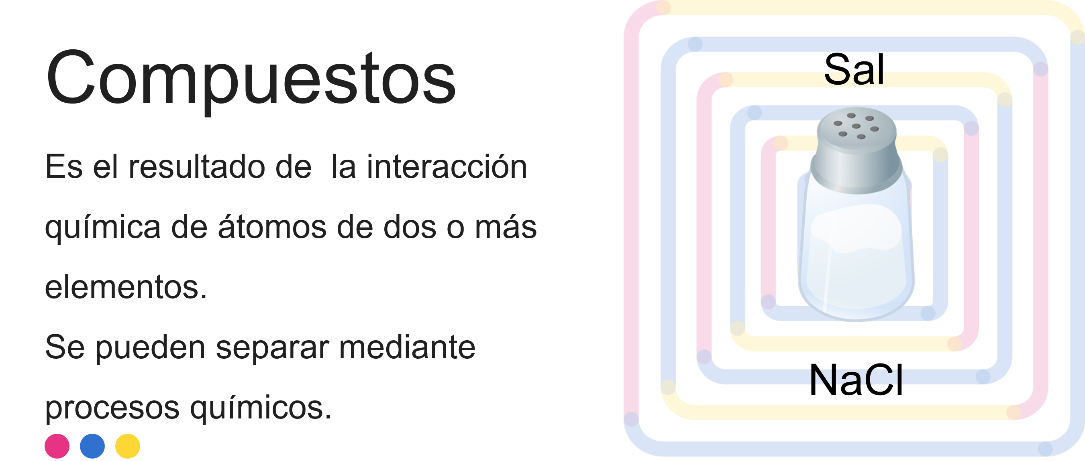 Compuestos
Es el resultado de  la interacción
química de átomos de dos o más
elementos.
Se pueden separar mediante
procesos químicos.
Sal
NaCl